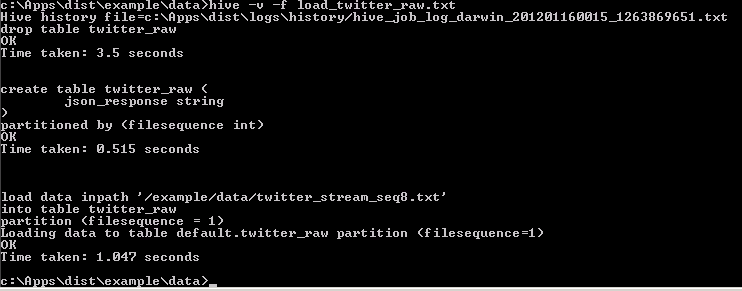 c:\Apps\dist\example\data>hive -v -f load_twitter_raw.txt
Hive history file=c:\Apps\dist\logs\history/hive_job_log_darwin_201201160015_1263869651.txt
drop table twitter_raw
OK
Time taken: 3.5 seconds
create table twitter_raw (
json_response string
)
partitioned by (filesequence int)
OK
Time taken: 0.515 seconds
load data inpath '/example/data/twitter_stream_seq8.txt'
into table twitter_raw
partition (filesequence = 1)
Loading data to table default.twitter_raw partition (filesequence=1)
OK
Time taken: 1.047 seconds
c:\Apps\dist\example\data>_